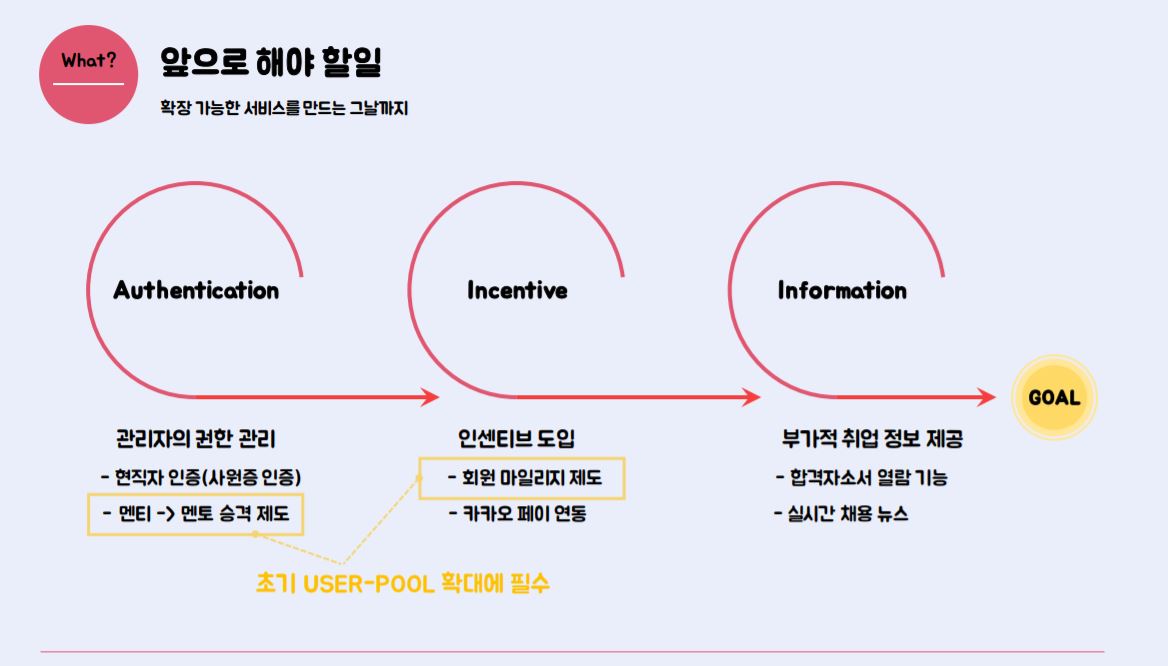 What?
앞으로 해야 할일
확장 가능한 서비스를 만드는 그날까지
Authentication
Incentive
Information
GOAL
관리자의 권한 관리
- 현직자 인증(사원증 인증)
- 멘티 -> 멘토 승격 제도
인센티브 도입
- 회원 마일리지 제도
- 카카오 페이 연동
부가적 취업 정보 제공
- 합격자소서 열람 기능
- 실시간 채용 뉴스
초기 USER-POOL 확대에 필수